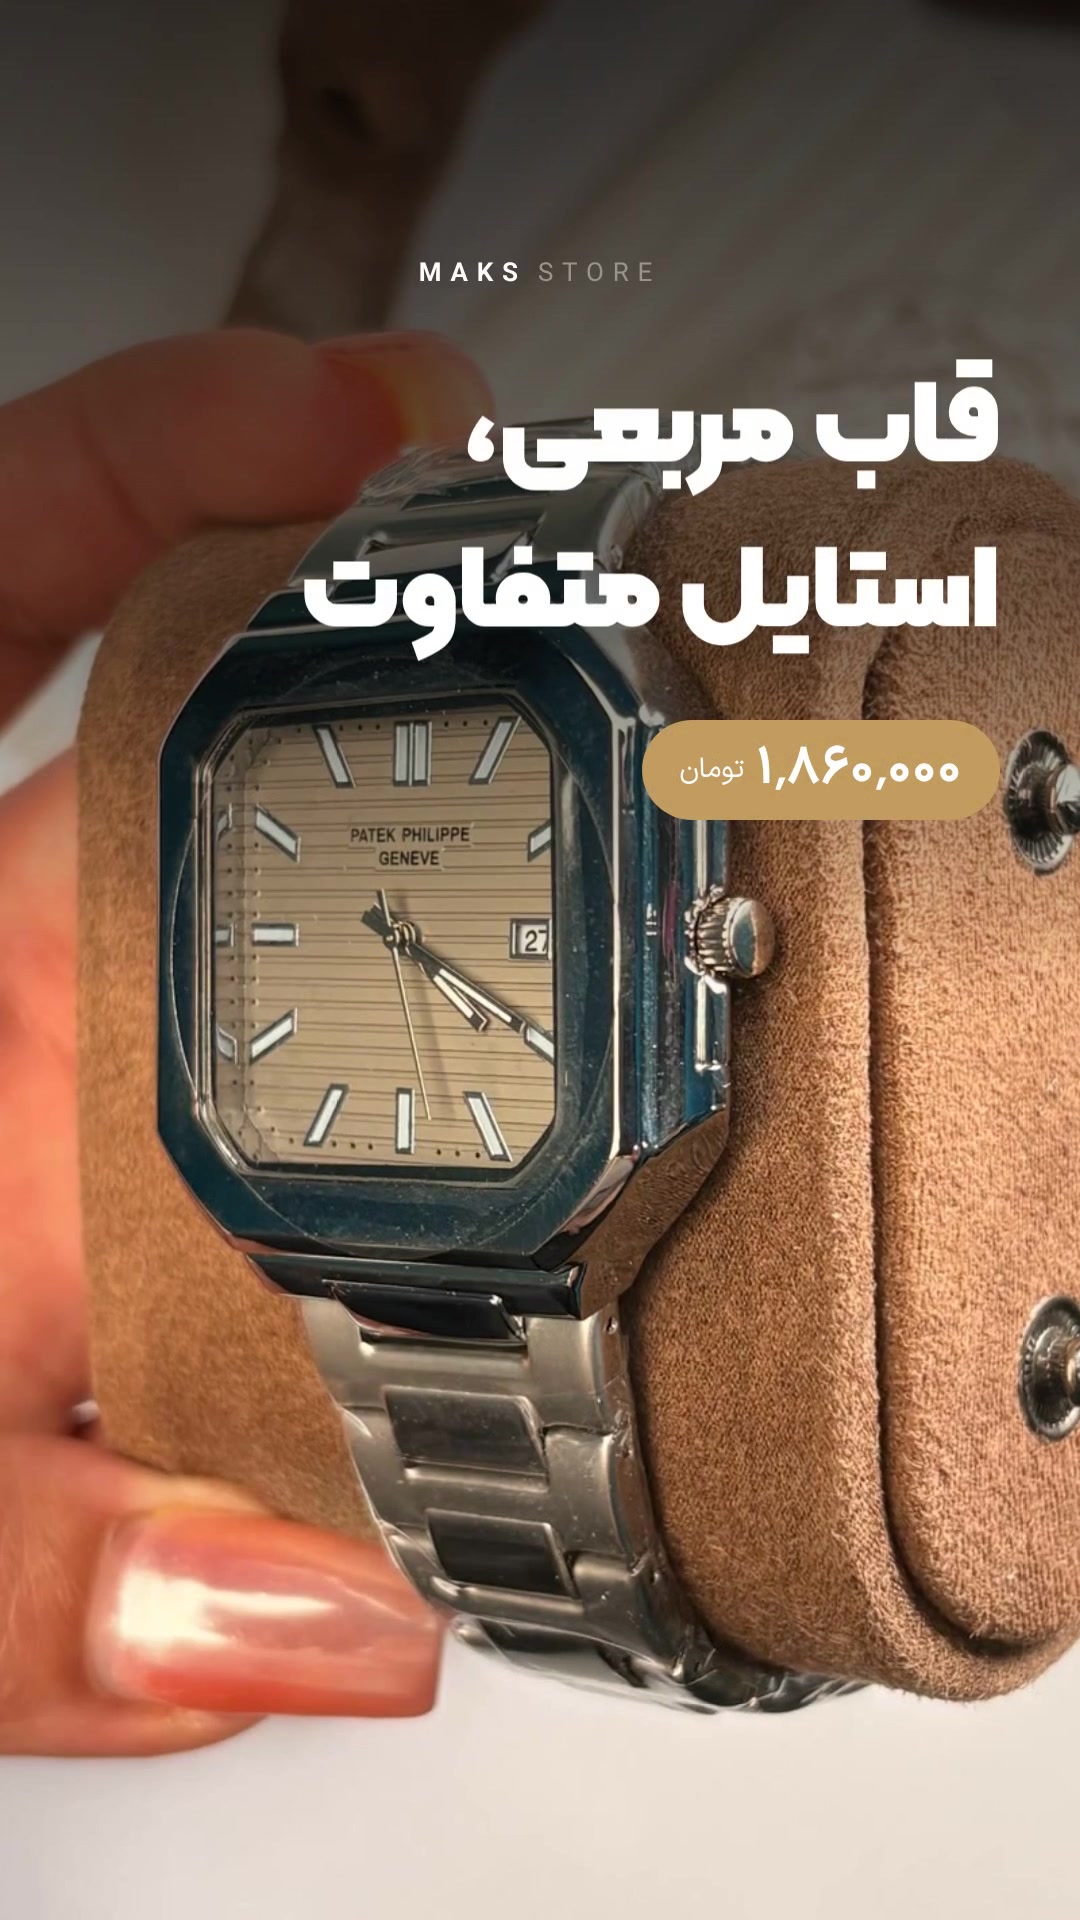 MAKS STORE
قاب مربعی،
استایل متفاوت
۱,۸۶۰,۰۰۰ تومان
PATEK PHILIPPE
GENEVE
27